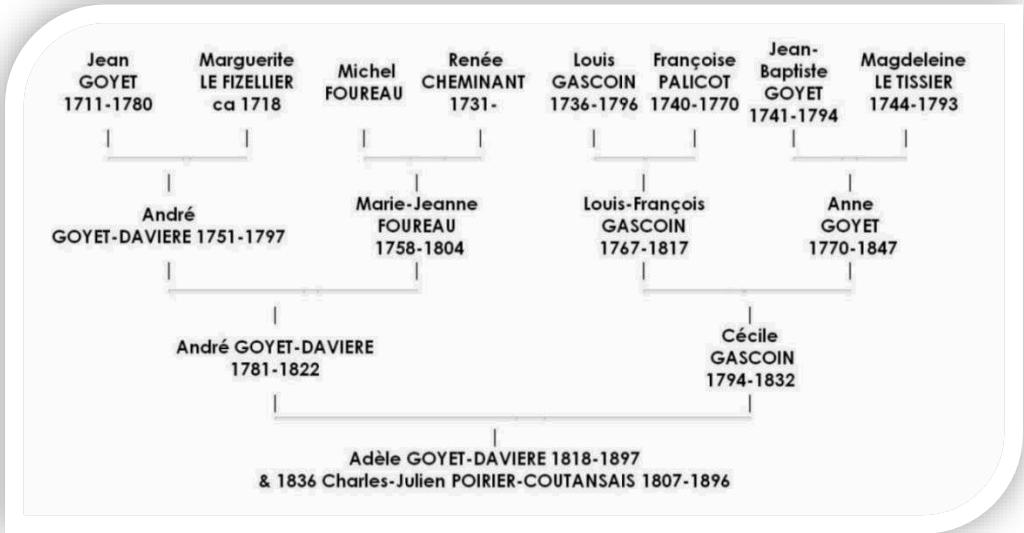 Jean
GOYET
1711-1780
Marguerite
LE FIZELLIER
ca 1718
Michel
FOUREAU
Renée
CHEMINANT
1731-
Louis
GASCOIN
1736-1796
Françoise
PALICOT
1740-1770
Jean-
Baptiste
GOYET
1741-1794
Magdeleine
LE TISSIER
1744-1793
André
GOYET-DAVIERE 1751-1797
Marie-Jeanne
FOUREAU
1758-1804
Louis-François
GASCOIN
1767-1817
Anne
GOYET
1770-1847
André GOYET-DAVIERE
1781-1822
Cécile
GASCOIN
1794-1832
Adèle GOYET-DAVIERE 1818-1897
& 1836 Charles-Julien POIRIER-COUTANSAIS 1807-1896